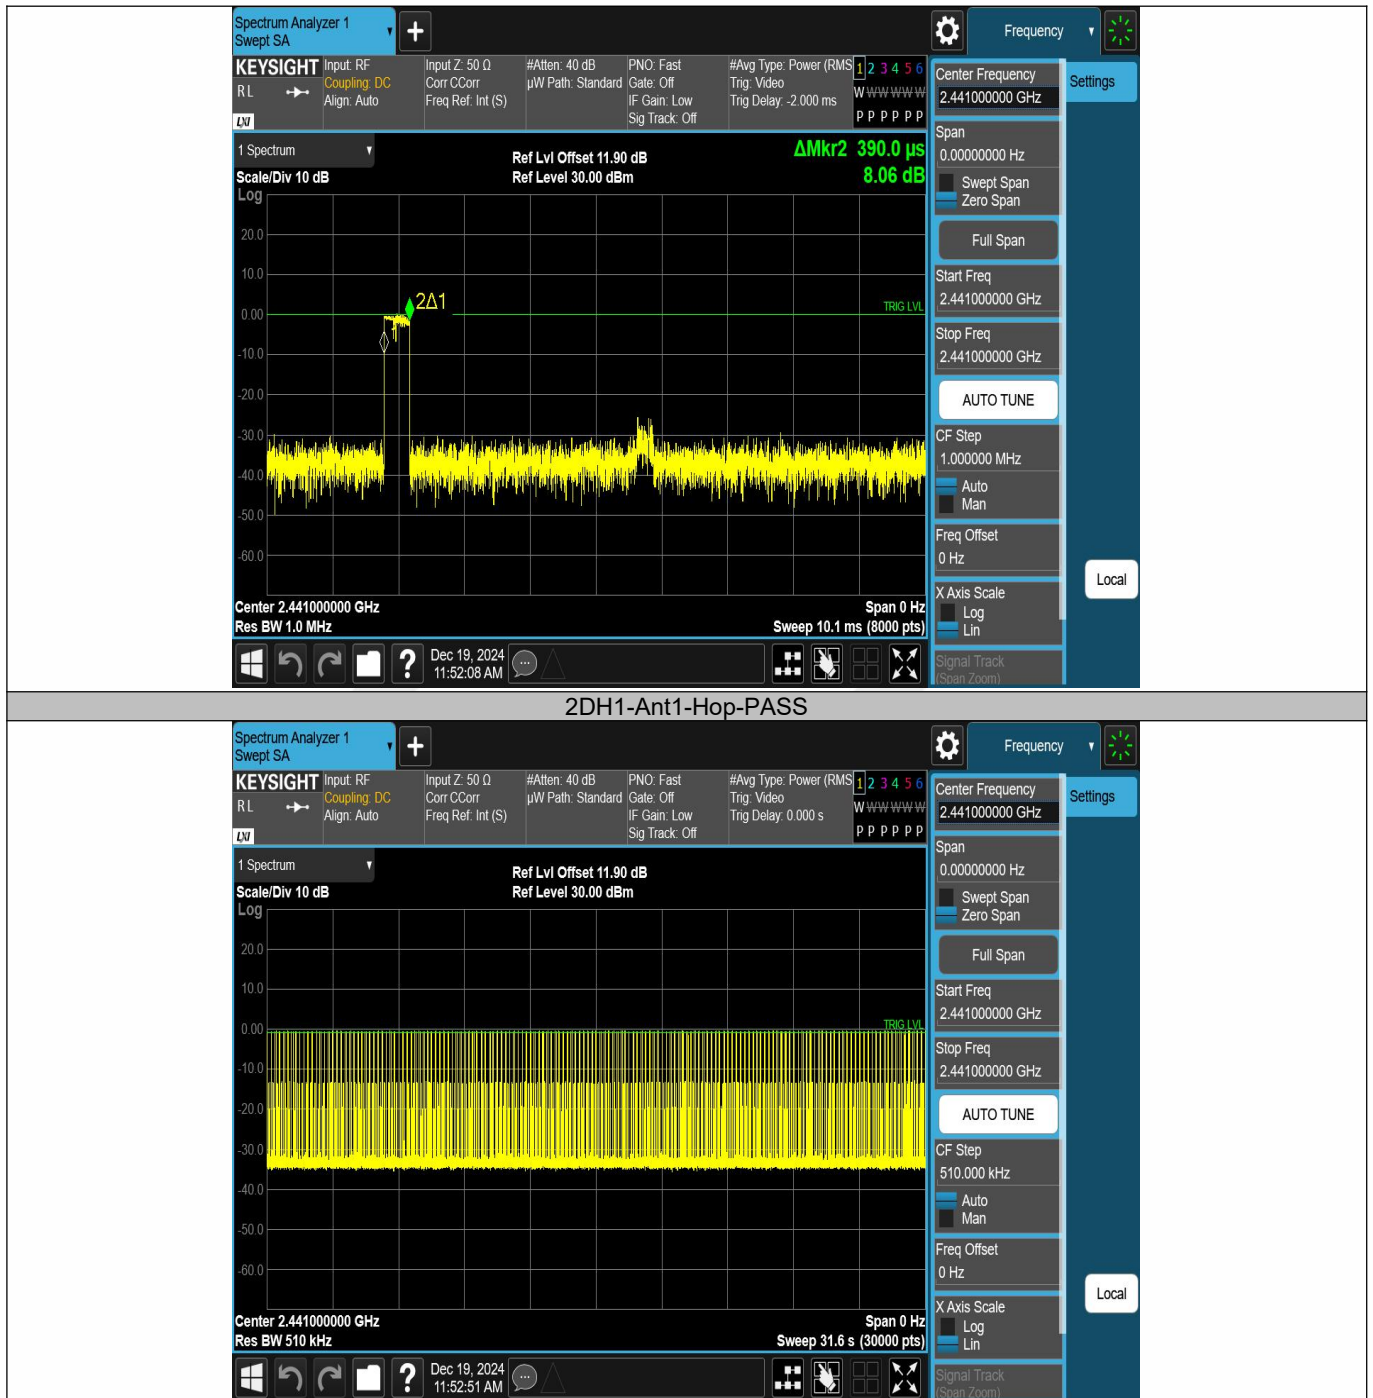 Spectrum Analyzer 1
Swept SA
+
Frequency
KEYSIGHT
RL
LXI
Input: RF
Coupling: DC
Align: Auto
Input Z: 50 Ω
Corr CCorr
Freq Ref: Int (S)
#Atten: 40 dB
µW Path: Standard
PNO: Fast
Gate: Off
IF Gain: Low
Sig Track: Off
#Avg Type: Power (RMS
Trig: Video
Trig Delay: -2.000 ms
1 2 3 4 5 6
W W W W W W
P P P P P P
1 Spectrum
Scale/Div 10 dB
Ref Lvl Offset 11.90 dB
Ref Level 30.00 dBm
ΔMkr2 390.0 µs
8.06 dB
Log
20.0
10.0
0.00
-10.0
-20.0
-30.0
-40.0
-50.0
-60.0
2Δ1
TRIG LVL
Center 2.441000000 GHz
Res BW 1.0 MHz
Span 0 Hz
Sweep 10.1 ms (8000 pts)
Dec 19, 2024
11:52:08 AM
Center Frequency
2.441000000 GHz
Settings
Span
0.00000000 Hz
Swept Span
Zero Span
Full Span
Start Freq
2.441000000 GHz
Stop Freq
2.441000000 GHz
AUTO TUNE
CF Step
1.000000 MHz
Auto
Man
Freq Offset
0 Hz
X Axis Scale
Log
Lin
Signal Track
(Span Zoom)
Local
2DH1-Ant1-Hop-PASS
Spectrum Analyzer 1
Swept SA
+
Frequency
KEYSIGHT
RL
LXI
Input: RF
Coupling: DC
Align: Auto
Input Z: 50 Ω
Corr CCorr
Freq Ref: Int (S)
#Atten: 40 dB
µW Path: Standard
PNO: Fast
Gate: Off
IF Gain: Low
Sig Track: Off
#Avg Type: Power (RMS
Trig: Video
Trig Delay: 0.000 s
1 2 3 4 5 6
W W W W W W
P P P P P P
1 Spectrum
Scale/Div 10 dB
Ref Lvl Offset 11.90 dB
Ref Level 30.00 dBm
Log
20.0
10.0
0.00
-10.0
-20.0
-30.0
-40.0
-50.0
-60.0
TRIG LVL
Center 2.441000000 GHz
Res BW 510 kHz
Span 0 Hz
Sweep 31.6 s (30000 pts)
Dec 19, 2024
11:52:51 AM
Center Frequency
2.441000000 GHz
Settings
Span
0.00000000 Hz
Swept Span
Zero Span
Full Span
Start Freq
2.441000000 GHz
Stop Freq
2.441000000 GHz
AUTO TUNE
CF Step
510.000 kHz
Auto
Man
Freq Offset
0 Hz
X Axis Scale
Log
Lin
Signal Track
(Span Zoom)
Local